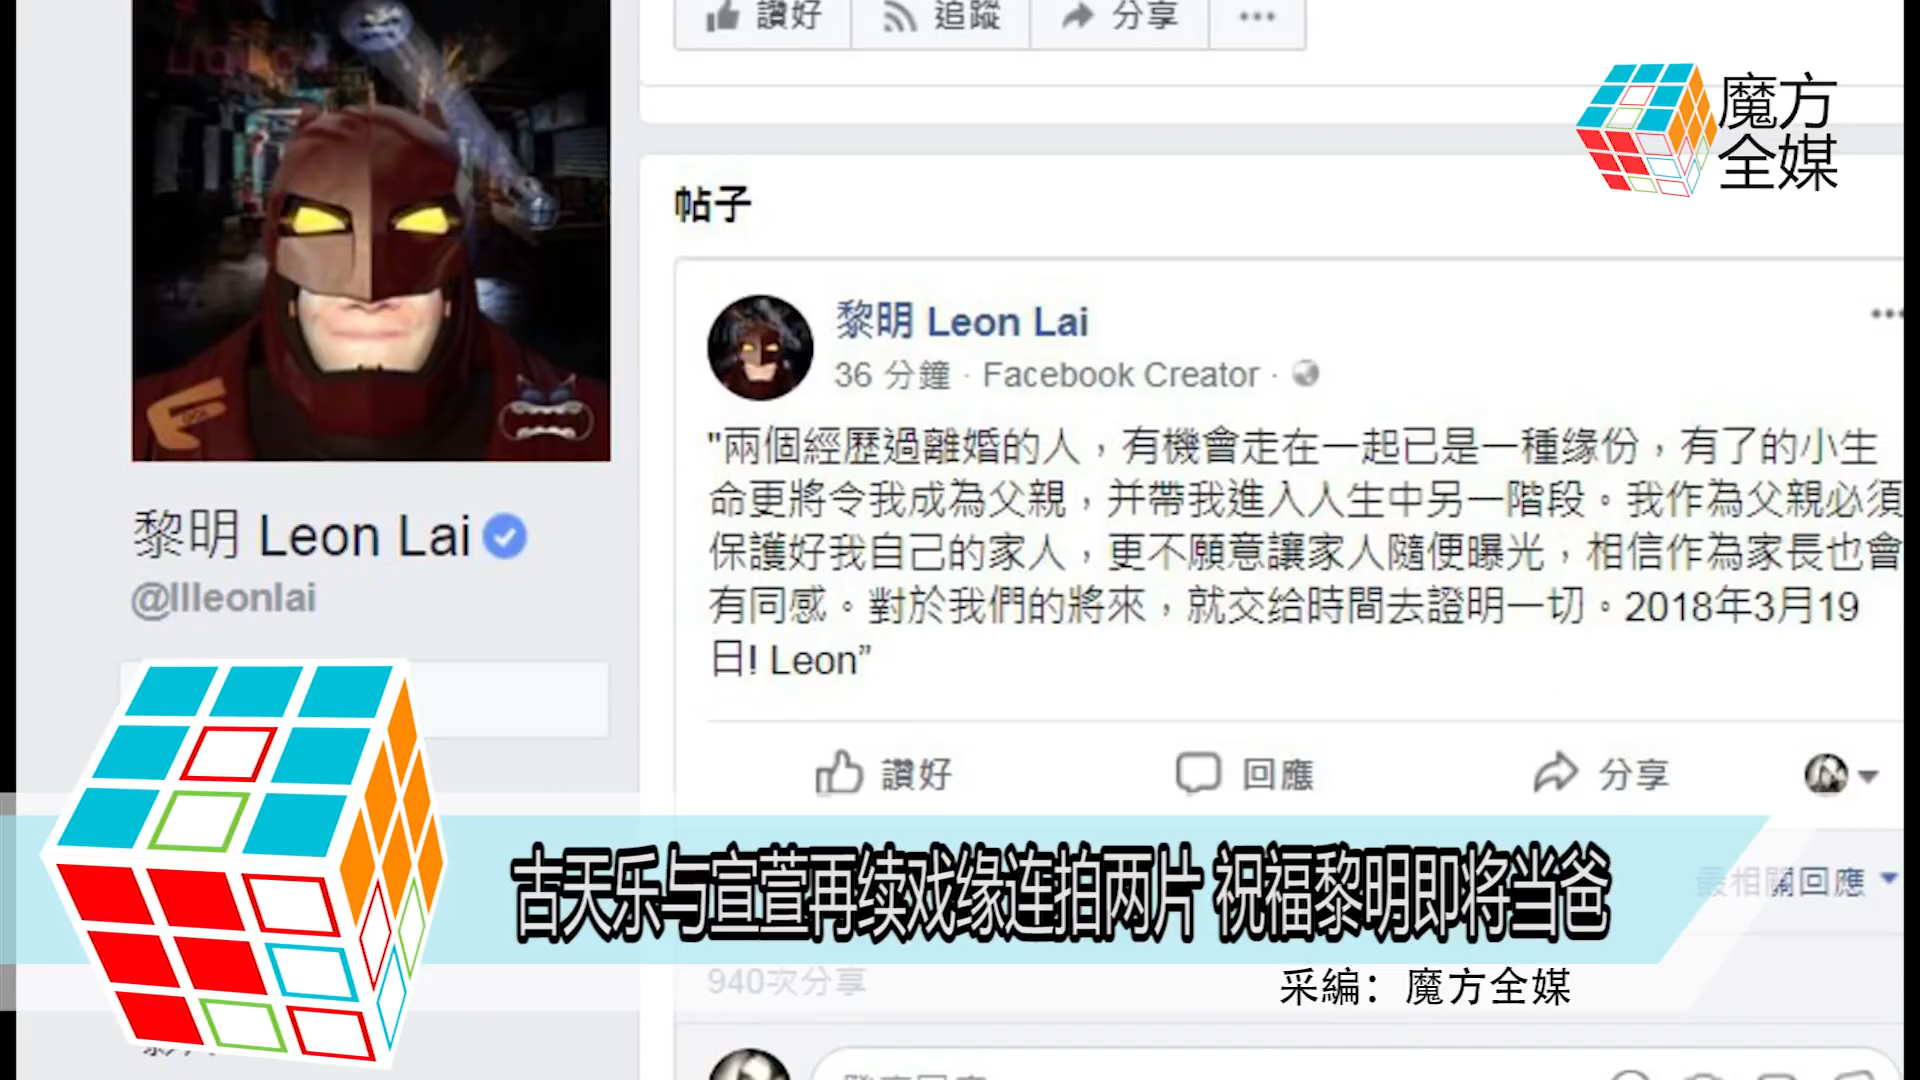 讚好
追蹤
分享
魔方
全媒
帖子
黎明 Leon Lai
36 分鐘 · Facebook Creator ·
"兩個經歷過離婚的人，有機會走在一起已是一種缘份，有了的小生
命更將令我成為父親，并帶我進入人生中另一階段。我作為父親必須
保護好我自己的家人，更不願意讓家人隨便曝光，相信作為家長也會
有同感。對於我們的將來，就交给時間去證明一切。2018年3月19
日! Leon”
黎明 Leon Lai
@llleonlai
讚好
回應
分享
最相關回應
古天乐与宣萱再续戏缘连拍两片 祝福黎明即将当爸
940次分享
采編：魔方全媒